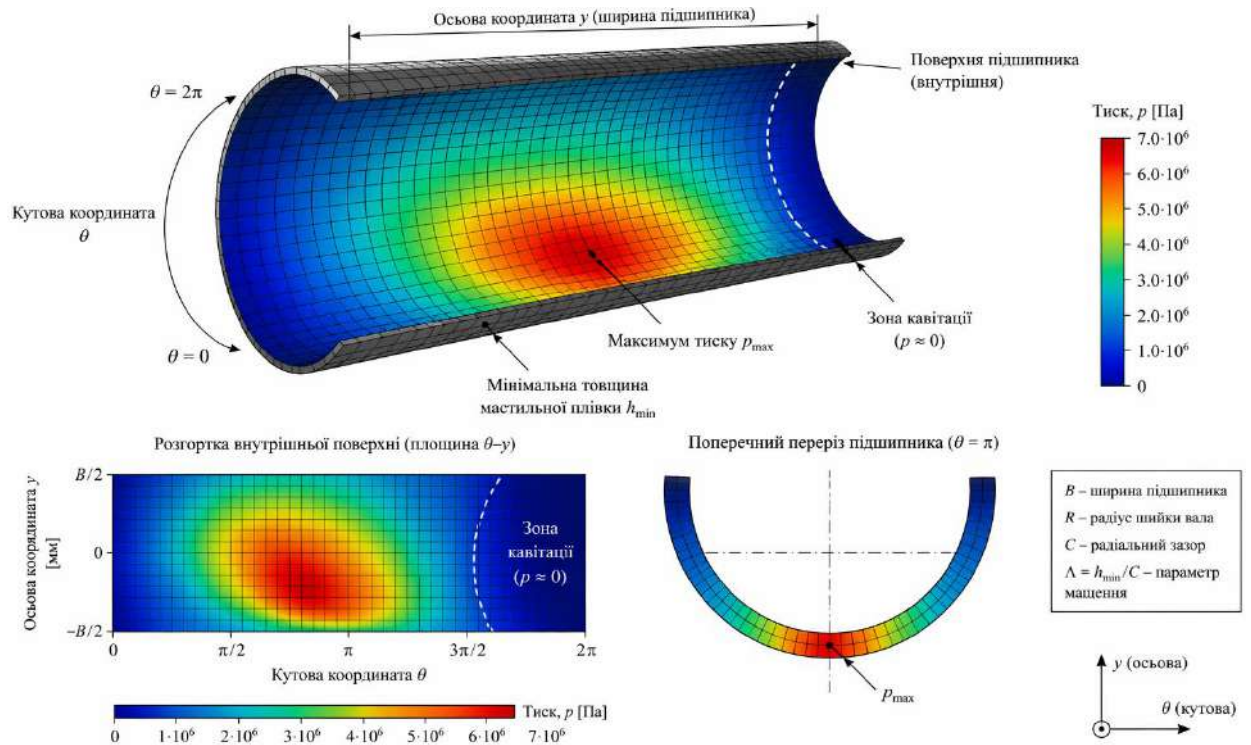 Осьова координата y (ширина підшипника)
Поверхня підшипника
(внутрішня)
θ = 2π
Кутова координата
θ
θ = 0
Тиск, p [Па]
7.0·10⁶
6.0·10⁶
5.0·10⁶
4.0·10⁶
3.0·10⁶
2.0·10⁶
1.0·10⁶
0
Зона кавітації
(p ≈ 0)
Максимум тиску pmax
Мінімальна товщина
мастильної плівки hmin
Розгортка внутрішньої поверхні (площина θ–y)
Осьова координата y
[мм]
B/2
0
−B/2
Зона
кавітації
(p ≈ 0)
0 π/2 π 3π/2 2π
Кутова координата θ
Тиск, p [Па]
0 1·10⁶ 2·10⁶ 3·10⁶ 4·10⁶ 5·10⁶ 6·10⁶ 7·10⁶
Поперечний переріз підшипника (θ = π)
pmax
B – ширина підшипника
R – радіус шийки вала
C – радіальний зазор
Λ = hmin/C – параметр
мащення
y (осьова)
θ (кутова)